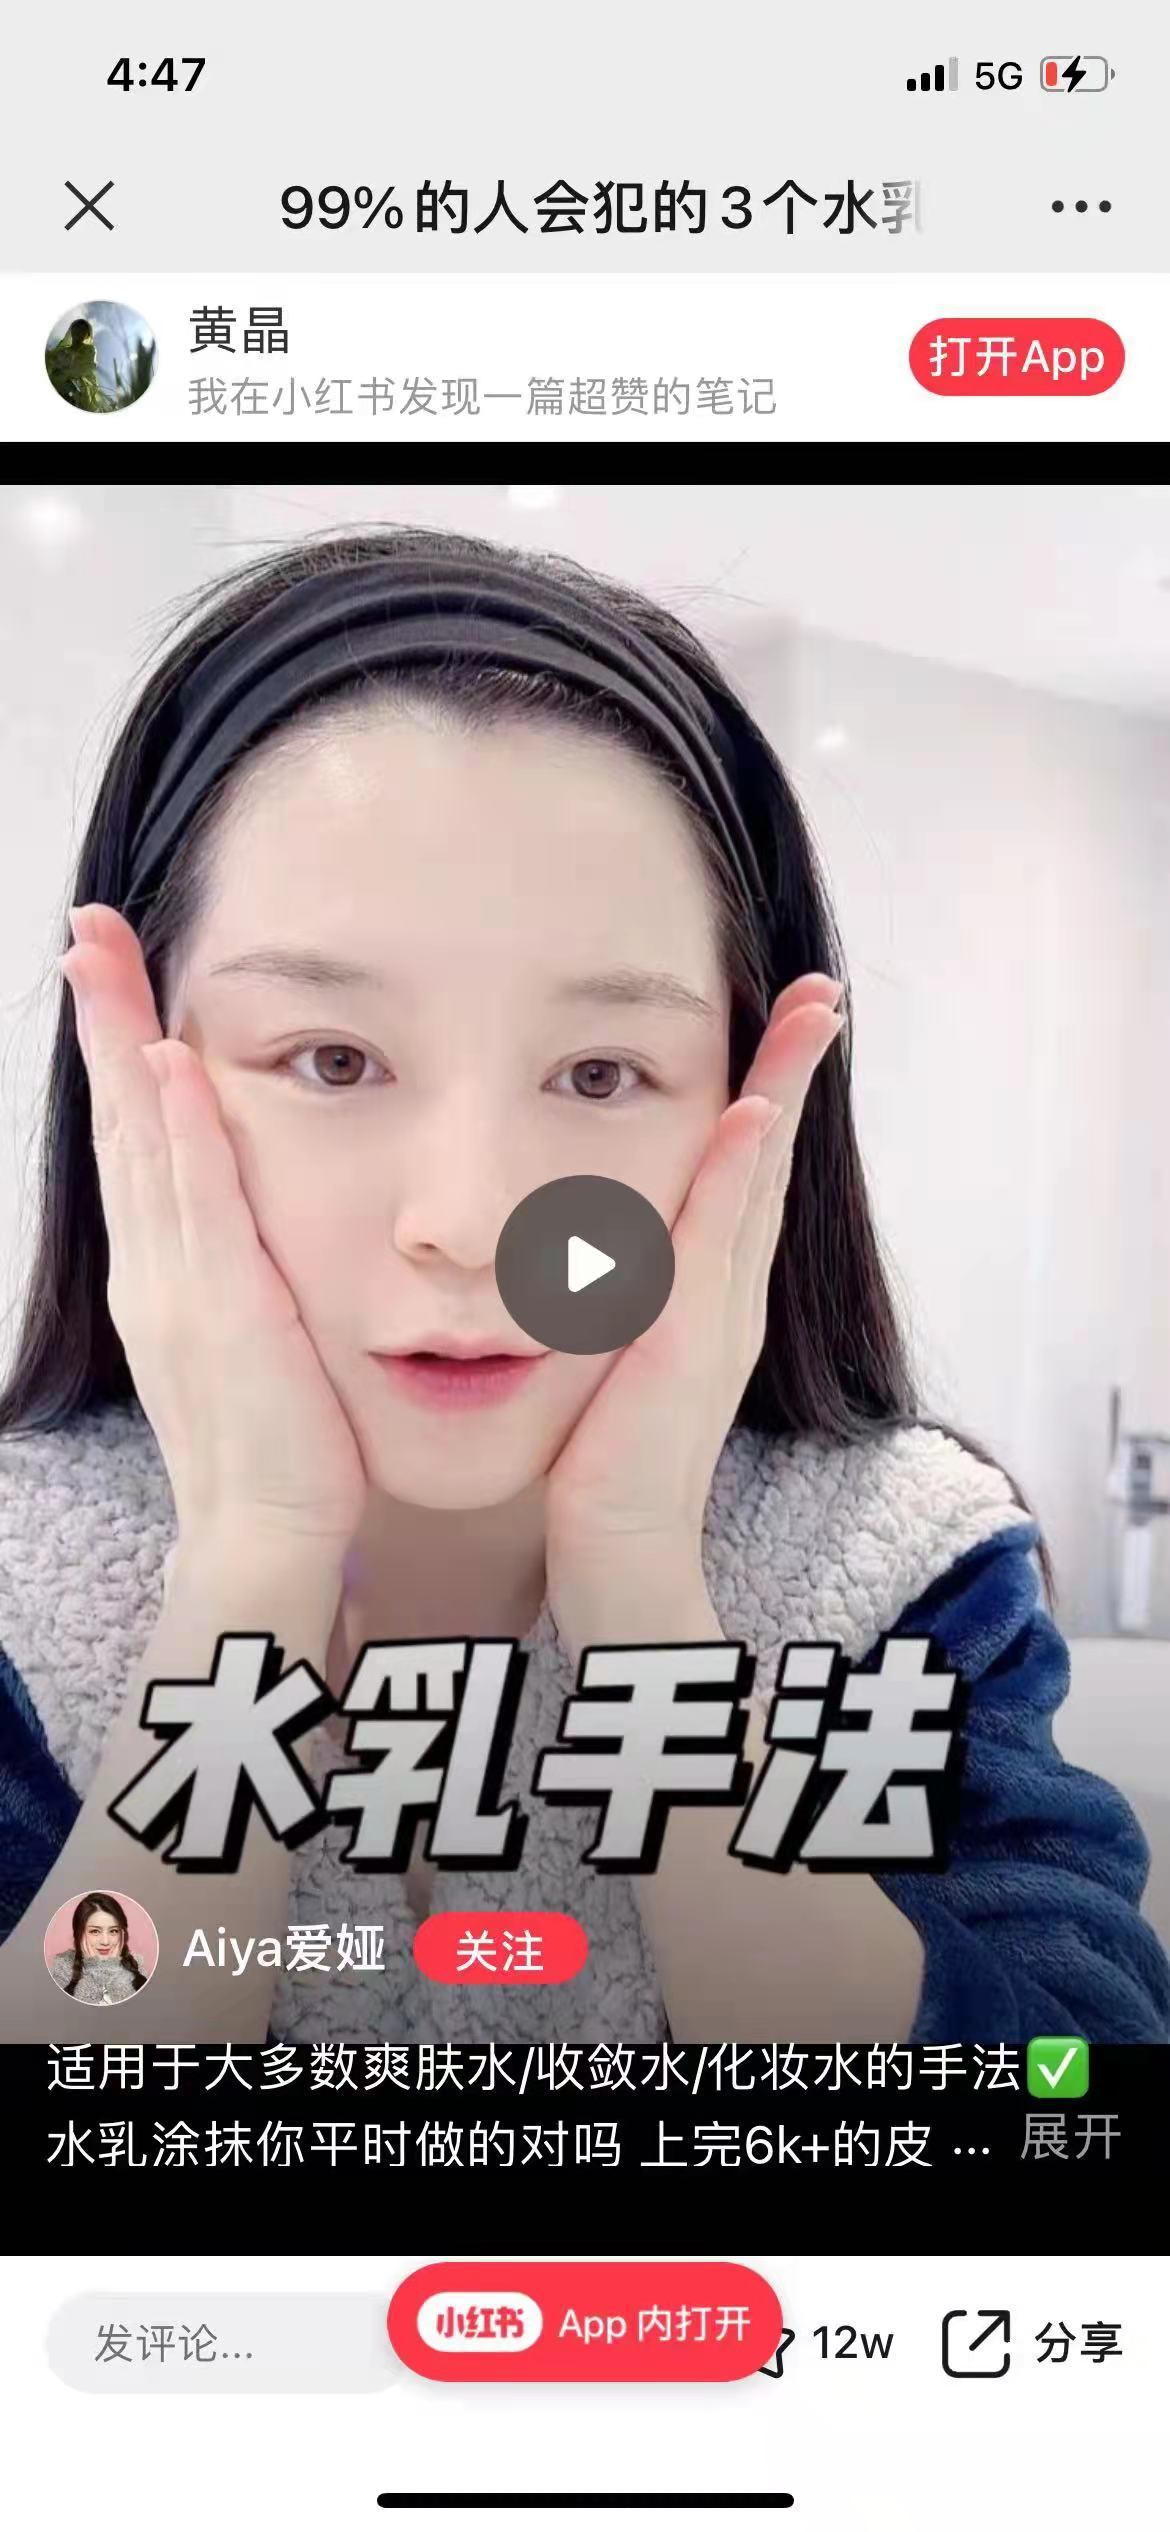 4:47
5G
99%的人会犯的3个水乳
黄晶
我在小红书发现一篇超赞的笔记
打开App
水乳手法
Aiya爱娅
关注
适用于大多数爽肤水/收敛水/化妆水的手法✅
水乳涂抹你平时做的对吗 上完6k+的皮 ... 展开
发评论...
小红书 App 内打开
12w
分享